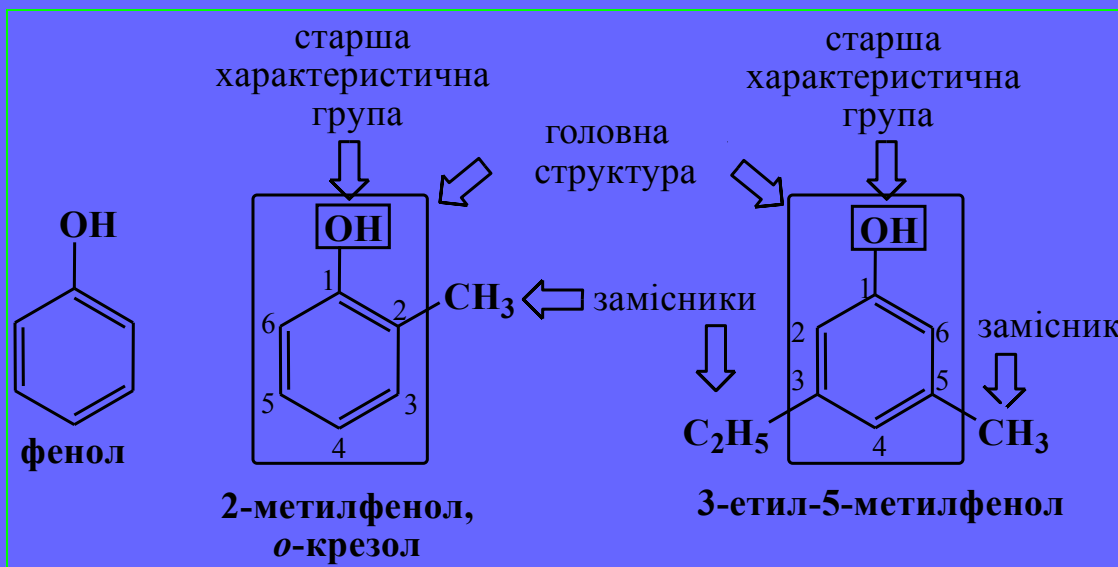 старша
характеристична
група
старша
характеристична
група
головна
структура
OH
OH
OH
1
2
3
4
5
6
CH₃
замісники
1
2
3
4
5
6
замісник
C₂H₅
CH₃
фенол
2-метилфенол,
о-крезол
3-етил-5-метилфенол